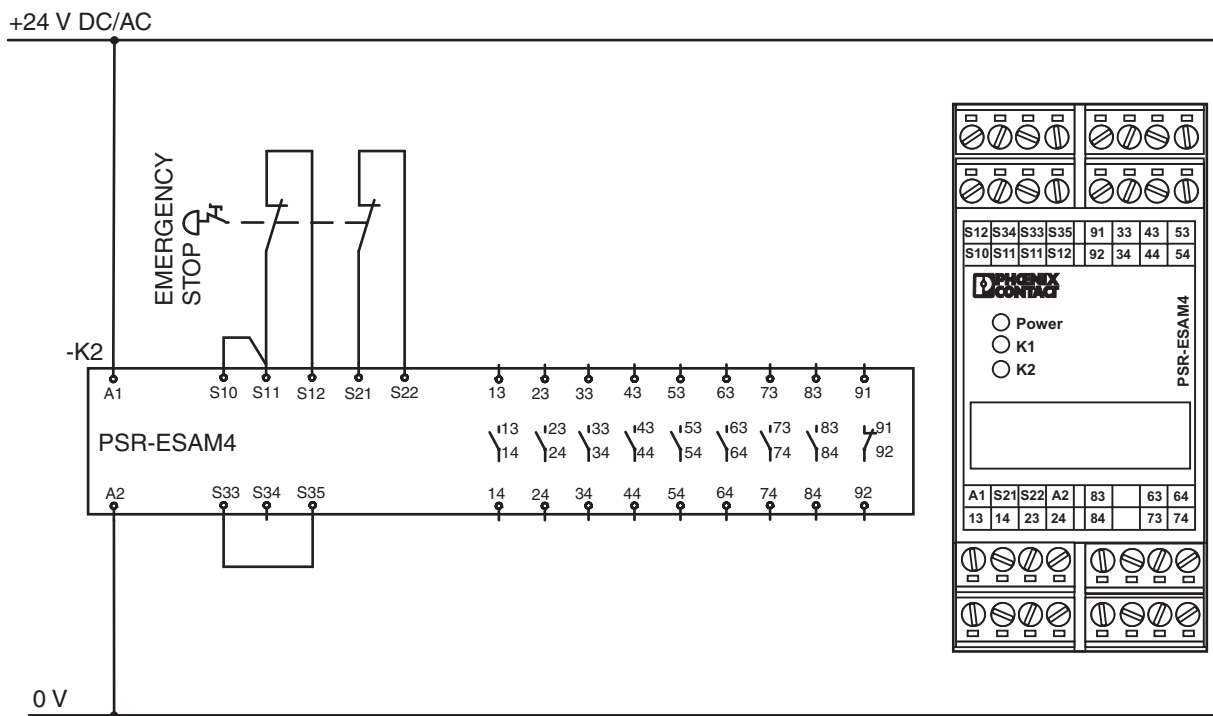 +24 V DC/AC
EMERGENCY
STOP
-K2
A1 S10 S11 S12 S21 S22 13 23 33 43 53 63 73 83 91
PSR-ESAM4
13 23 33 43 53 63 73 83 91
14 24 34 44 54 64 74 84 92
A2 S33 S34 S35 14 24 34 44 54 64 74 84 92
0 V
S12 S34 S33 S35 91 33 43 53
S10 S11 S11 S12 92 34 44 54
PHŒNIX
CONTACT
Power
K1
K2
PSR-ESAM4
A1 S21 S22 A2 83 63 64
13 14 23 24 84 73 74